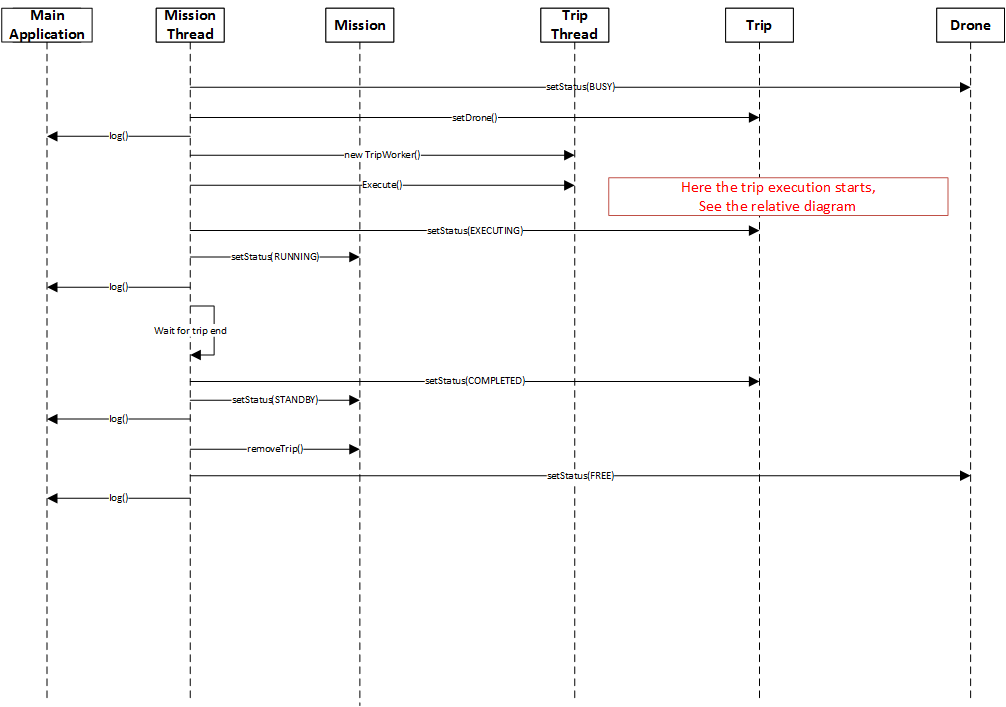 Main
Application
Mission
Thread
Mission
Trip
Thread
Trip
Drone
setStatus(BUSY)
setDrone()
log()
new TripWorker()
Execute()
Here the trip execution starts,
See the relative diagram
setStatus(EXECUTING)
setStatus(RUNNING)
log()
Wait for trip end
setStatus(COMPLETED)
setStatus(STANDBY)
log()
removeTrip()
setStatus(FREE)
log()